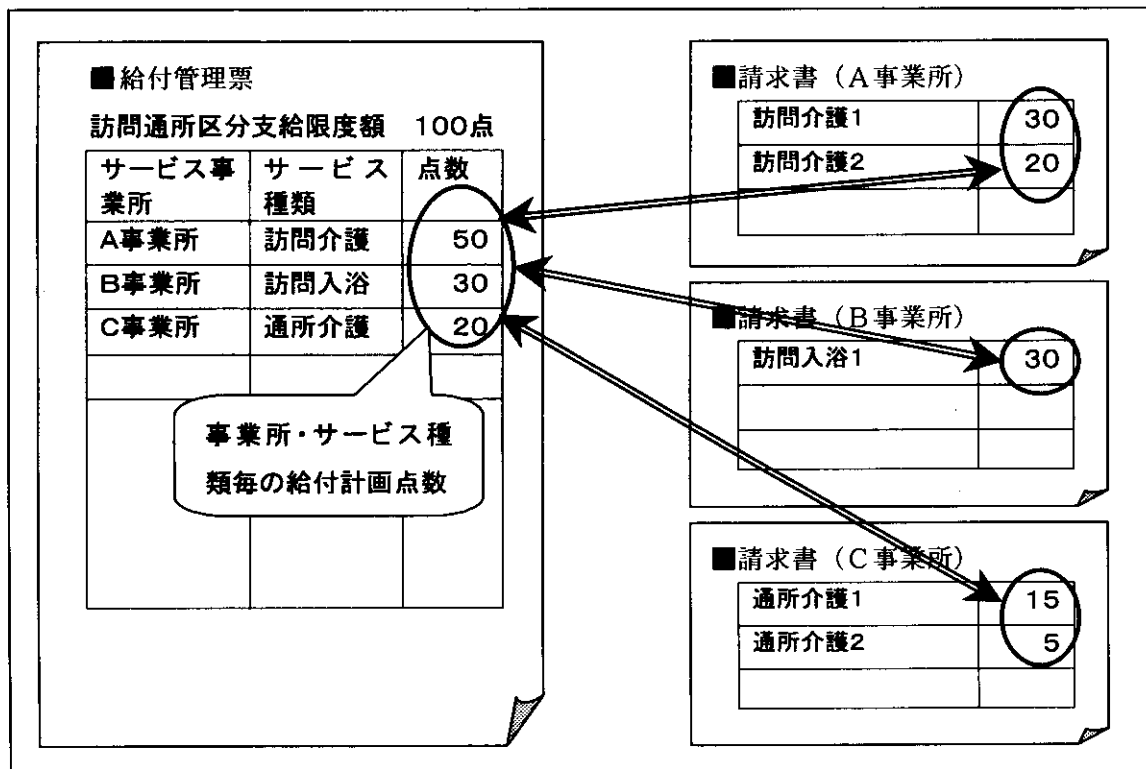 ■給付管理票
訪問通所区分支給限度額 100点
サービス事業所 サービス種類 点数
A事業所 訪問介護 50
B事業所 訪問入浴 30
C事業所 通所介護 20
事業所・サービス種
類毎の給付計画点数
■請求書（A事業所）
訪問介護1 30
訪問介護2 20
■請求書（B事業所）
訪問入浴1 30
■請求書（C事業所）
通所介護1 15
通所介護2 5